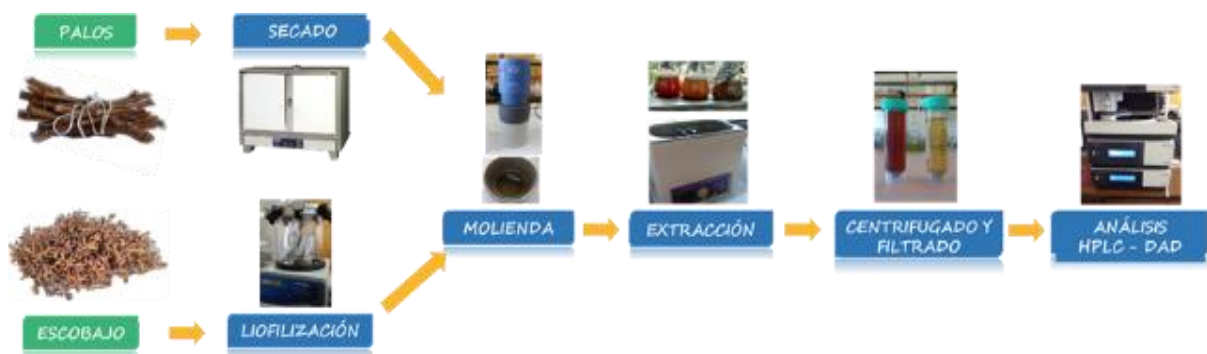 PALOS
SECADO
MOLIENDA
EXTRACCIÓN
CENTRIFUGADO Y
FILTRADO
ANÁLISIS
HPLC - DAD
ESCOBAJO
LIOFILIZACIÓN